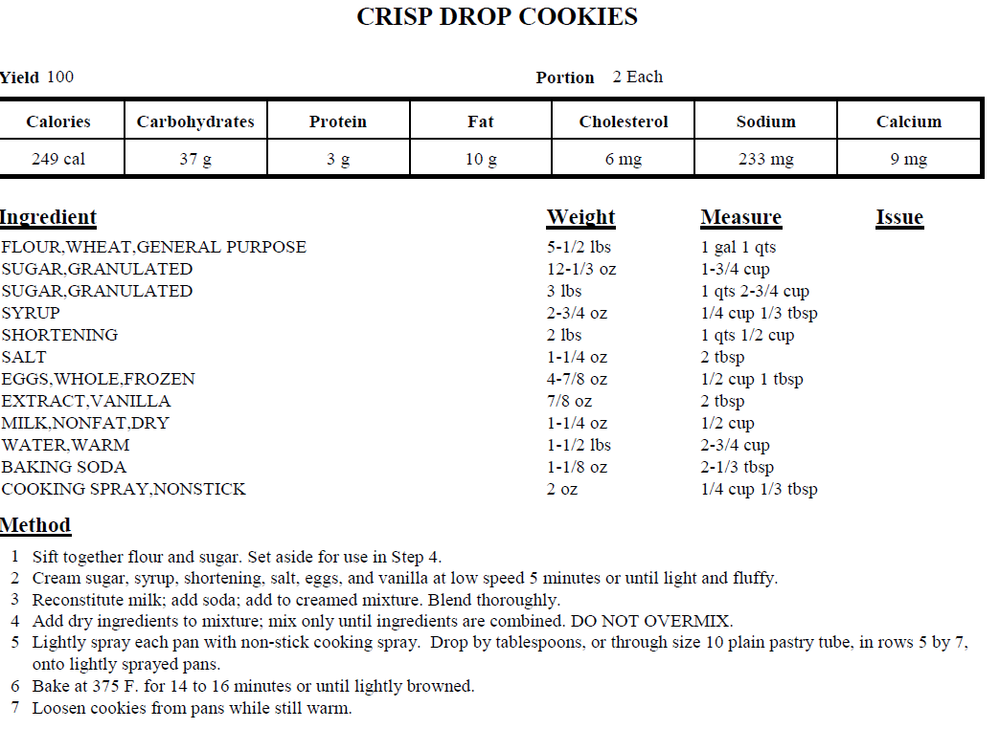 CRISP DROP COOKIES
Yield 100 Portion 2 Each
Calories Carbohydrates Protein Fat Cholesterol Sodium Calcium
249 cal 37 g 3 g 10 g 6 mg 233 mg 9 mg
Ingredient Weight Measure Issue
FLOUR,WHEAT,GENERAL PURPOSE 5-1/2 lbs 1 gal 1 qts
SUGAR,GRANULATED 12-1/3 oz 1-3/4 cup
SUGAR,GRANULATED 3 lbs 1 qts 2-3/4 cup
SYRUP 2-3/4 oz 1/4 cup 1/3 tbsp
SHORTENING 2 lbs 1 qts 1/2 cup
SALT 1-1/4 oz 2 tbsp
EGGS,WHOLE,FROZEN 4-7/8 oz 1/2 cup 1 tbsp
EXTRACT,VANILLA 7/8 oz 2 tbsp
MILK,NONFAT,DRY 1-1/4 oz 1/2 cup
WATER,WARM 1-1/2 lbs 2-3/4 cup
BAKING SODA 1-1/8 oz 2-1/3 tbsp
COOKING SPRAY,NONSTICK 2 oz 1/4 cup 1/3 tbsp
Method
1 Sift together flour and sugar. Set aside for use in Step 4.
2 Cream sugar, syrup, shortening, salt, eggs, and vanilla at low speed 5 minutes or until light and fluffy.
3 Reconstitute milk; add soda; add to creamed mixture. Blend thoroughly.
4 Add dry ingredients to mixture; mix only until ingredients are combined. DO NOT OVERMIX.
5 Lightly spray each pan with non-stick cooking spray. Drop by tablespoons, or through size 10 plain pastry tube, in rows 5 by 7,
onto lightly sprayed pans.
6 Bake at 375 F. for 14 to 16 minutes or until lightly browned.
7 Loosen cookies from pans while still warm.